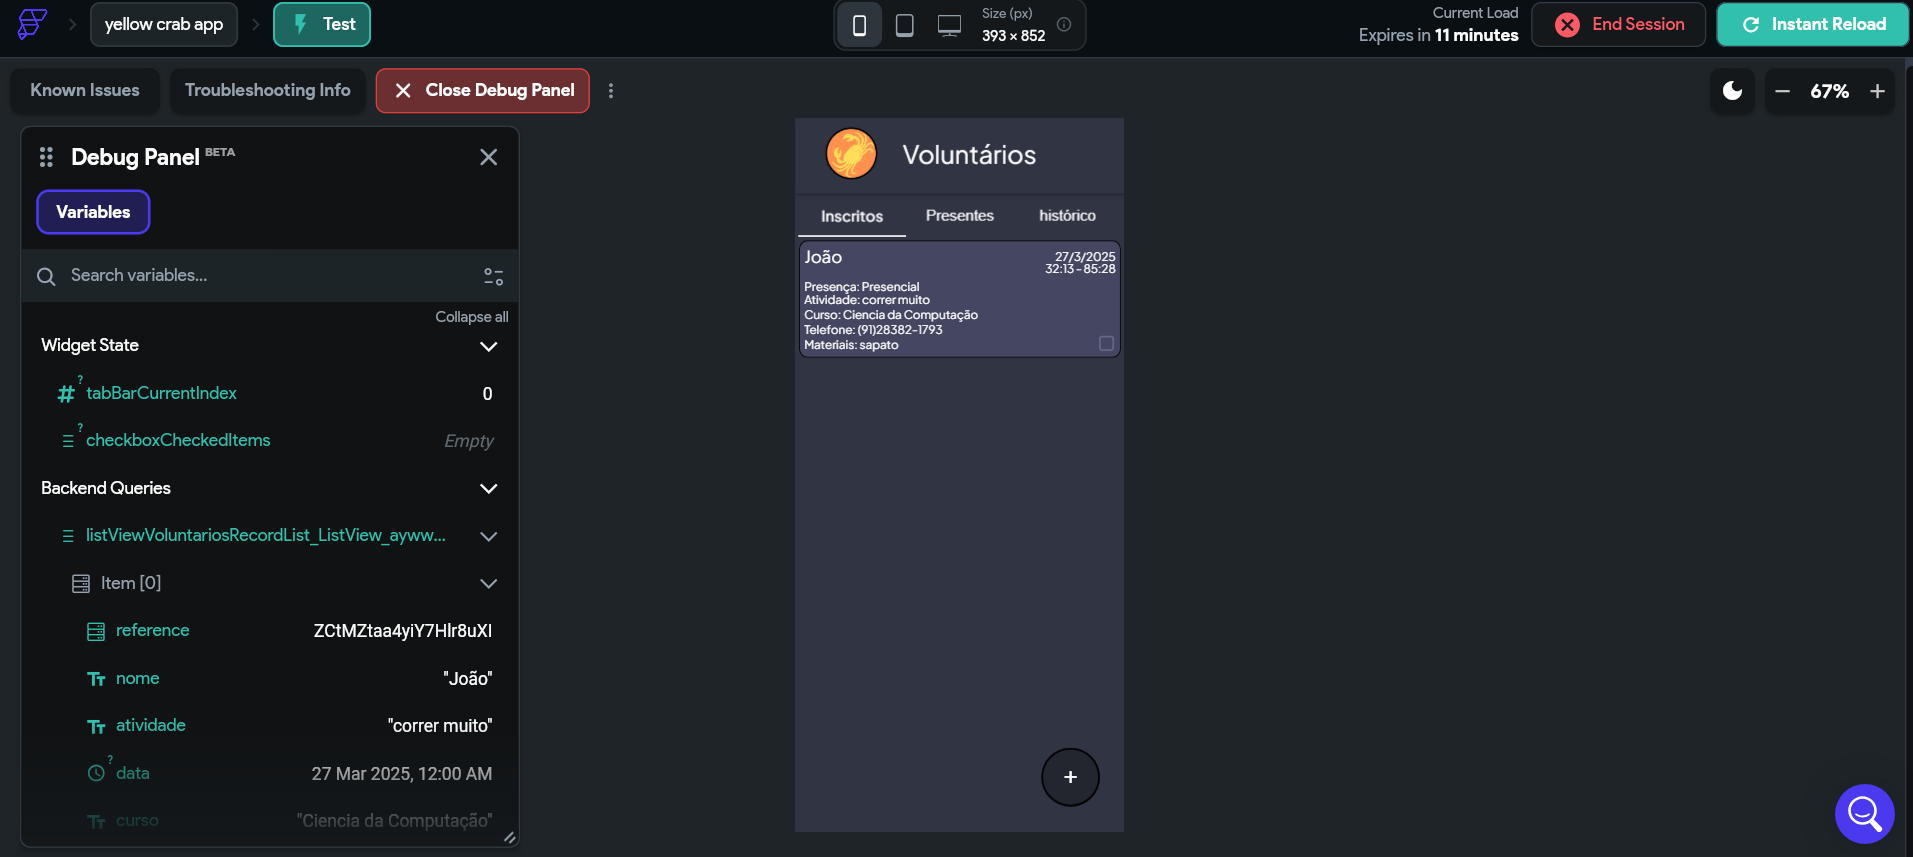 yellow crab app
Test
Size (px)
393 × 852
Current Load
Expires in 11 minutes
End Session
Instant Reload
Known Issues
Troubleshooting Info
Close Debug Panel
67%
Debug Panel BETA
Variables
Search variables...
Collapse all
Widget State
tabBarCurrentIndex 0
checkboxCheckedItems Empty
Backend Queries
listViewVoluntariosRecordList_ListView_ayww...
Item [0]
reference ZCtMZtaa4yiY7Hlr8uXI
nome "João"
atividade "correr muito"
data 27 Mar 2025, 12:00 AM
curso "Ciencia da Computação"
Voluntários
Inscritos Presentes histórico
João 27/3/2025
32:13 - 85:28
Presença: Presencial
Atividade: correr muito
Curso: Ciencia da Computação
Telefone: (91)28382-1793
Materiais: sapato